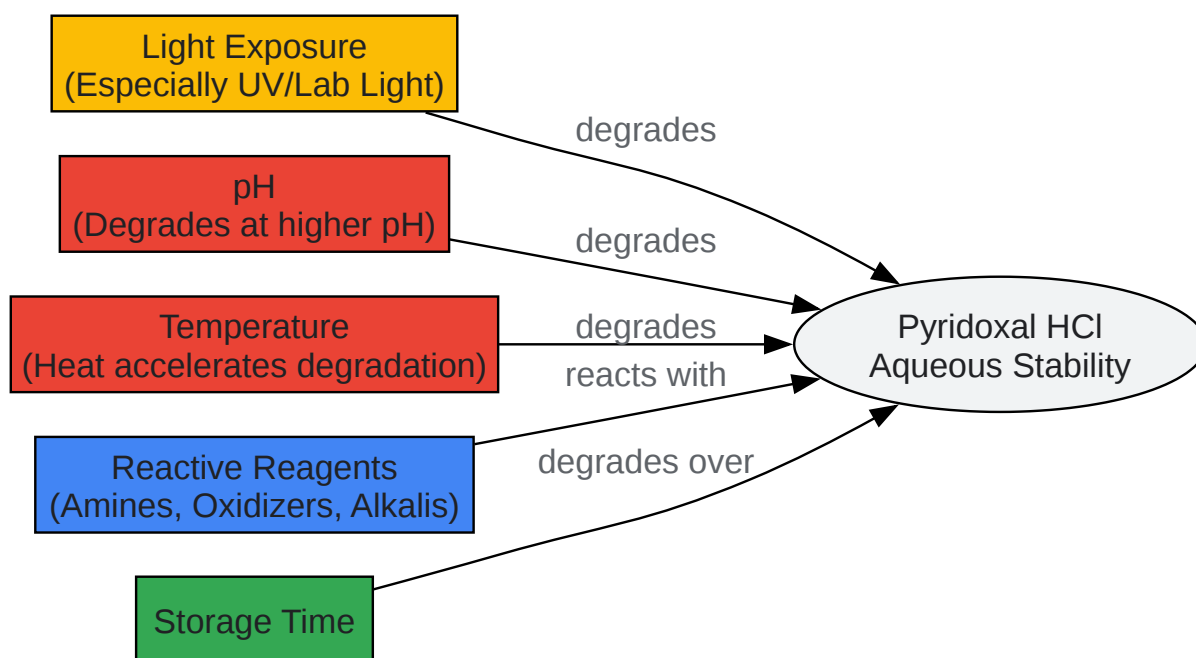 Light Exposure
(Especially UV/Lab Light)
degrades
pH
(Degrades at higher pH)
degrades
Temperature
(Heat accelerates degradation)
degrades
Pyridoxal HCl
Aqueous Stability
reacts with
Reactive Reagents
(Amines, Oxidizers, Alkalis)
degrades over
Storage Time